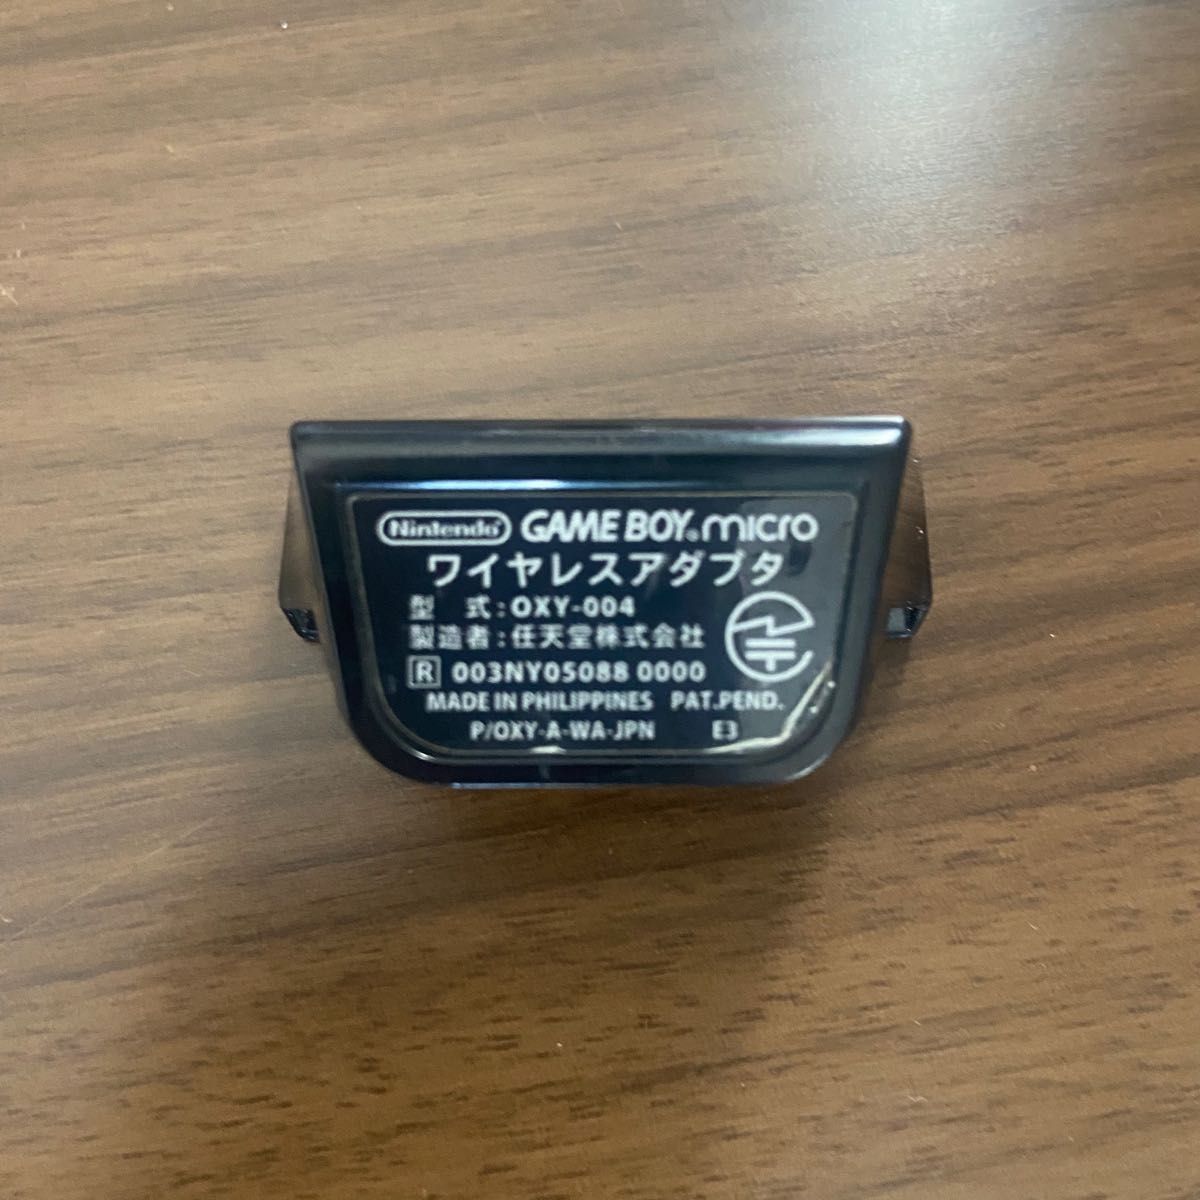 Nintendo GAME BOY micro
ワイヤレスアダプタ
型 式:OXY-004
製造者:任天堂株式会社
R 003NY05088 0000
MADE IN PHILIPPINES PAT.PEND.
P/OXY-A-WA-JPN E3